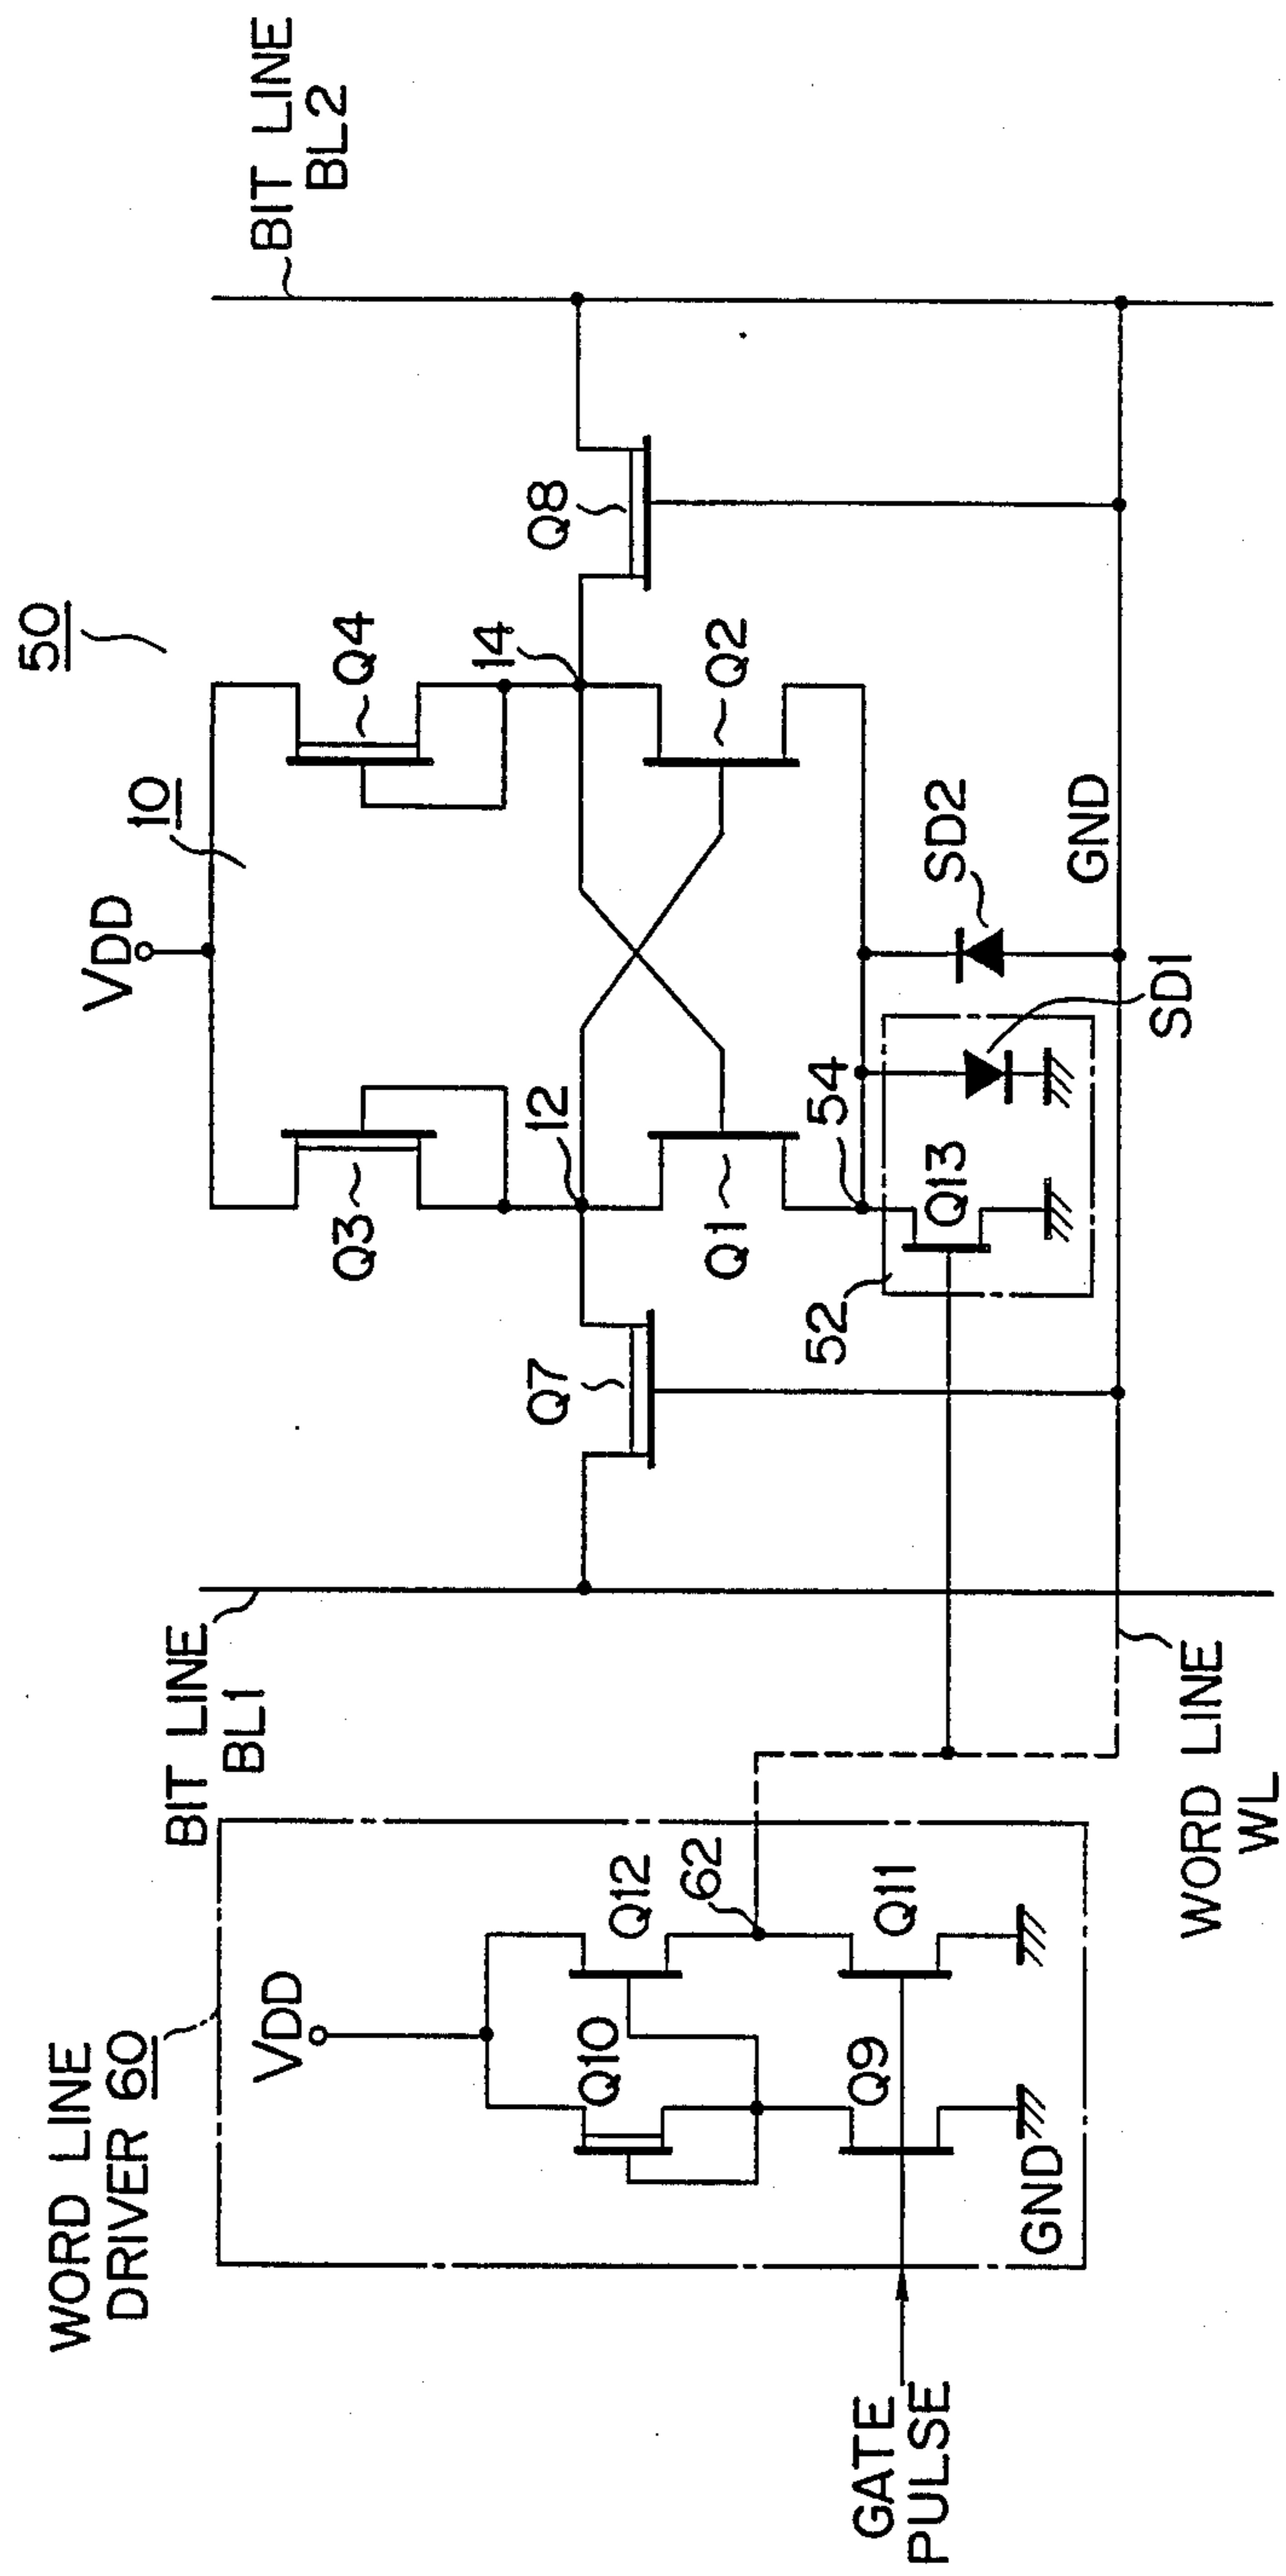 50
VDD
10
BIT LINE
BL1
BIT LINE
BL2
Q3
Q4
12
14
Q7
Q8
Q1
Q2
54
52
Q13
SD1
SD2
GND
WORD LINE
DRIVER 60
VDD
Q10
Q12
62
Q9
Q11
GND
GATE
PULSE
WORD LINE
WL